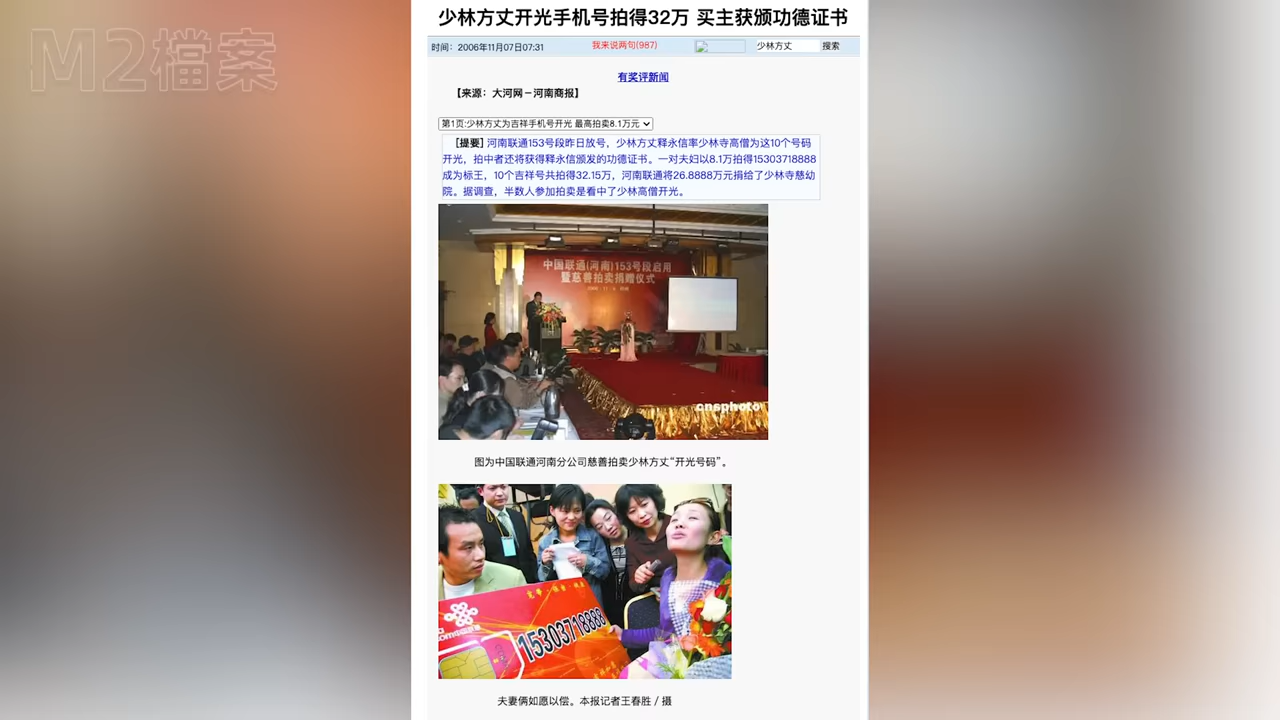 M2檔案
少林方丈开光手机号拍得32万 买主获颁功德证书
时间：2006年11月07日07:31
我来说两句(987)
少林方丈
搜索
有奖评新闻
【来源：大河网－河南商报】
第1页:少林方丈为吉祥手机号开光 最高拍卖8.1万元
[提要] 河南联通153号段昨日放号，少林方丈释永信率少林寺高僧为这10个号码
开光，拍中者还将获得释永信颁发的功德证书。一对夫妇以8.1万拍得15303718888
成为标王，10个吉祥号共拍得32.15万，河南联通将26.8888万元捐给了少林寺慈幼
院。据调查，半数人参加拍卖是看中了少林高僧开光。
中国联通(河南)153号段启用
暨慈善拍卖捐赠仪式
cnsphoto
图为中国联通河南分公司慈善拍卖少林方丈“开光号码”。
15303718888
夫妻俩如愿以偿。本报记者王春胜 / 摄